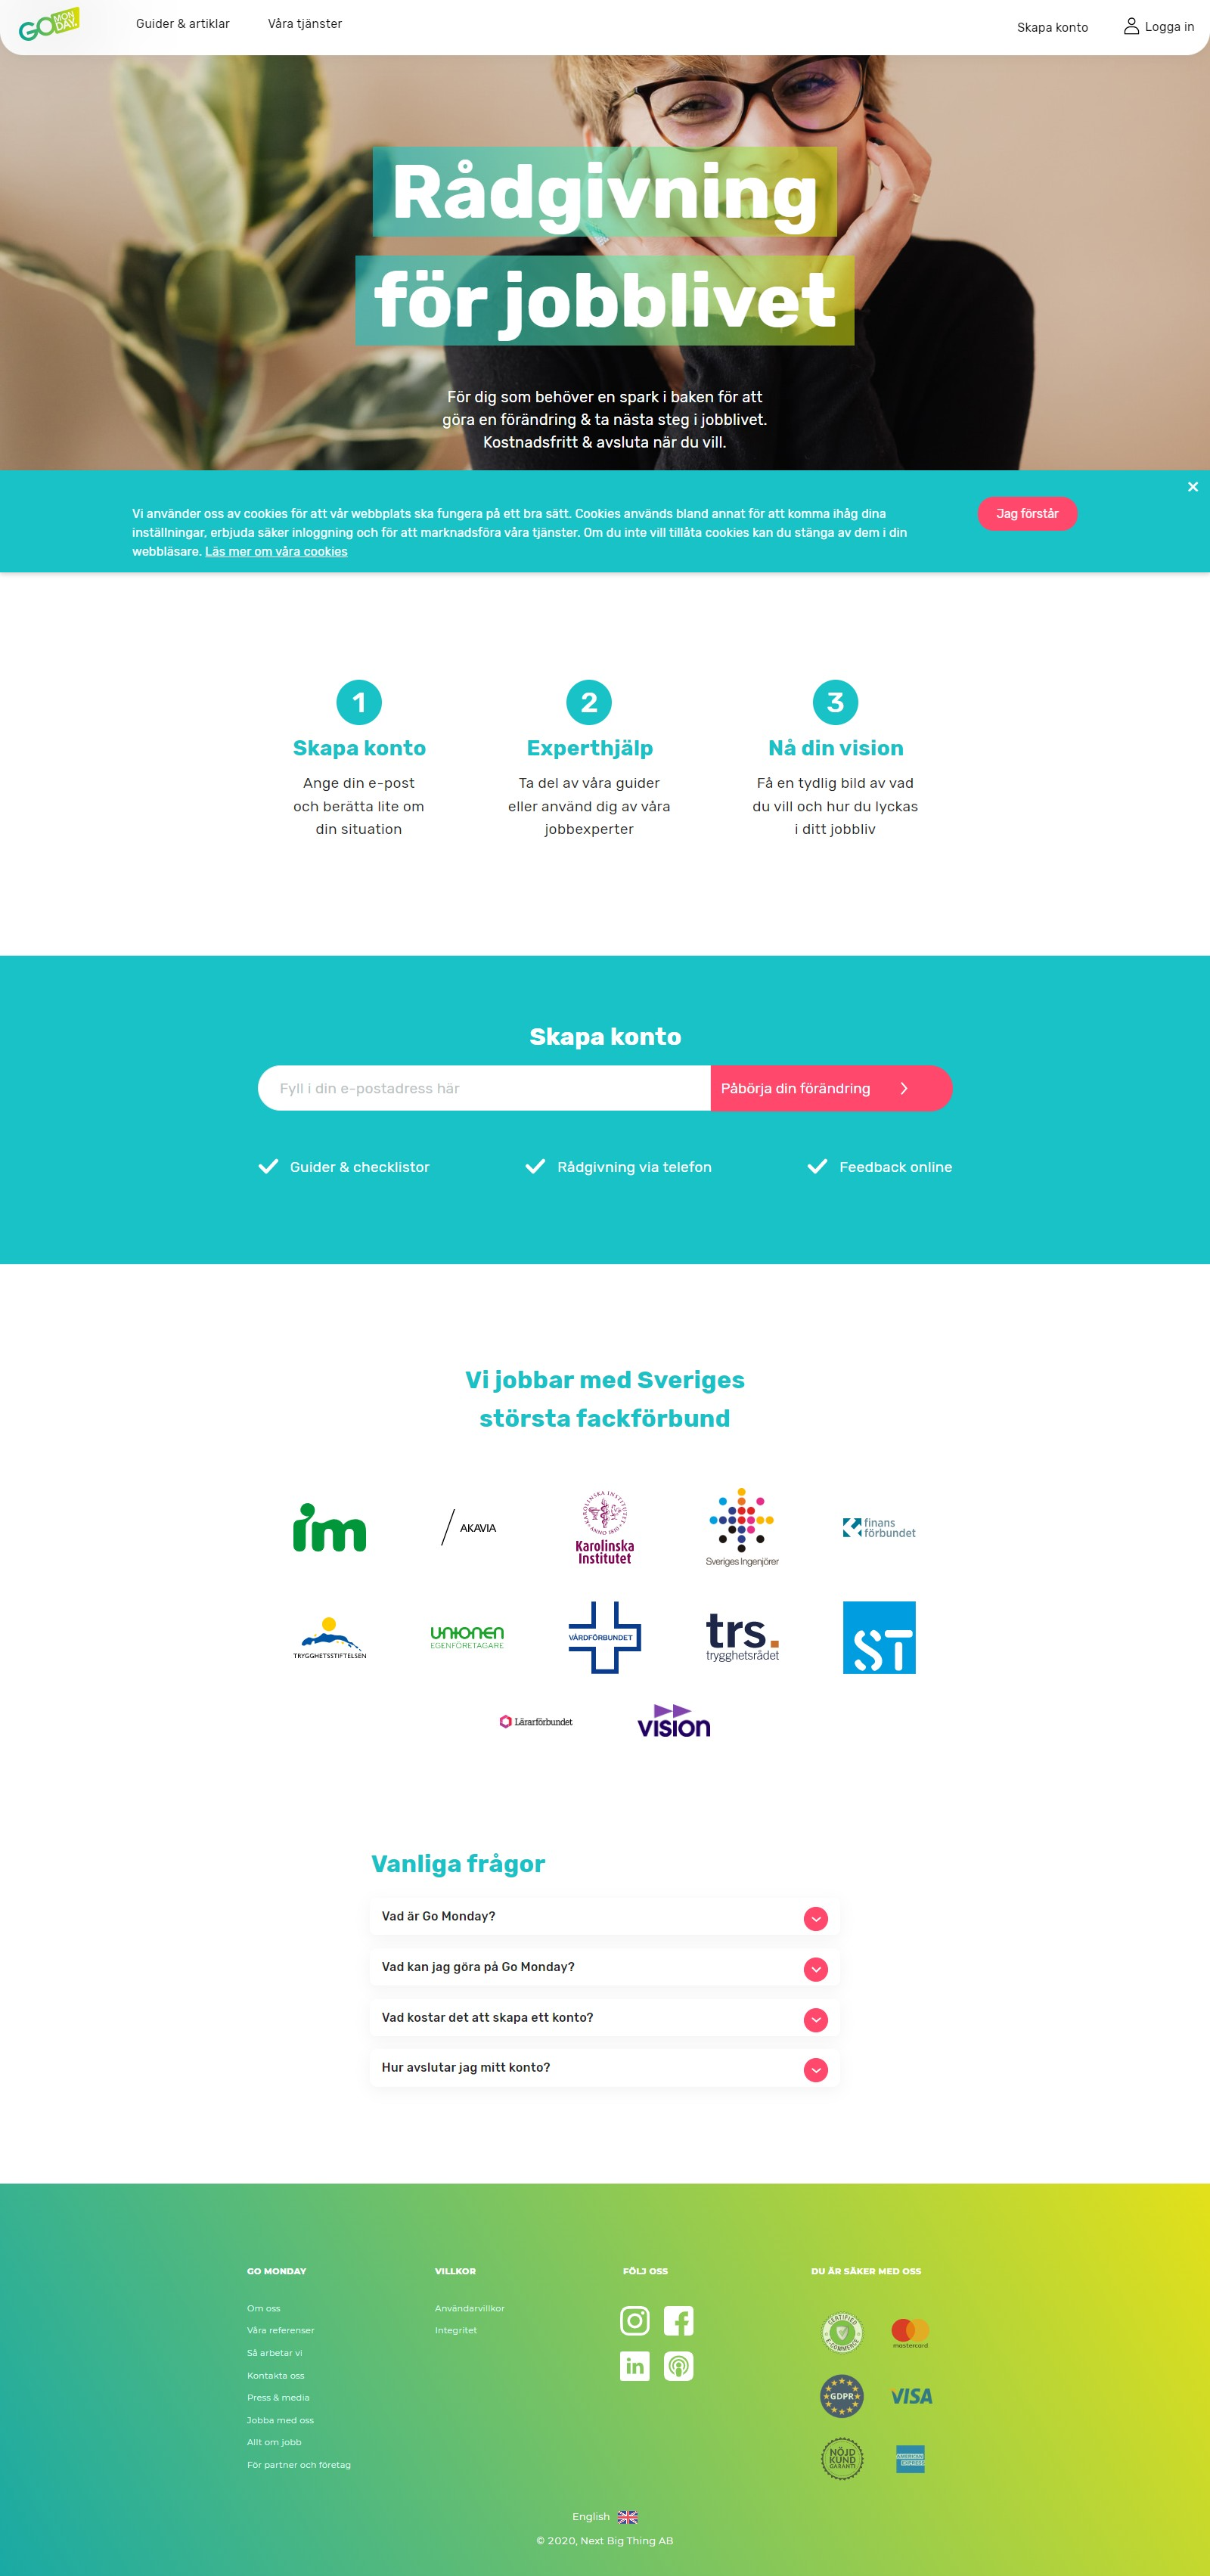 GO MON DAY.
Guider & artiklar
Våra tjänster
Skapa konto
Logga in
Rådgivning
för jobblivet
För dig som behöver en spark i baken för att
göra en förändring & ta nästa steg i jobblivet.
Kostnadsfritt & avsluta när du vill.
Vi använder oss av cookies för att vår webbplats ska fungera på ett bra sätt. Cookies används bland annat för att komma ihåg dina
inställningar, erbjuda säker inloggning och för att marknadsföra våra tjänster. Om du inte vill tillåta cookies kan du stänga av dem i din
webbläsare. Läs mer om våra cookies
Jag förstår
1
Skapa konto
Ange din e-post
och berätta lite om
din situation
2
Experthjälp
Ta del av våra guider
eller använd dig av våra
jobbexperter
3
Nå din vision
Få en tydlig bild av vad
du vill och hur du lyckas
i ditt jobbliv
Skapa konto
Fyll i din e-postadress här
Påbörja din förändring
Guider & checklistor
Rådgivning via telefon
Feedback online
Vi jobbar med Sveriges
största fackförbund
im
AKAVIA
KAROLINSKA INSTITUTET
ANNO 1810
Karolinska
Institutet
Sveriges Ingenjörer
finans
förbundet
TRYGGHETSSTIFTELSEN
UNIONEN
EGENFÖRETAGARE
VÅRDFÖRBUNDET
trs.
trygghetsrådet
ST
Lärarförbundet
vision
Vanliga frågor
Vad är Go Monday?
Vad kan jag göra på Go Monday?
Vad kostar det att skapa ett konto?
Hur avslutar jag mitt konto?
GO MONDAY
Om oss
Våra referenser
Så arbetar vi
Kontakta oss
Press & media
Jobba med oss
Allt om jobb
För partner och företag
VILLKOR
Användarvillkor
Integritet
FÖLJ OSS
in
DU ÄR SÄKER MED OSS
CERTIFIED
E-COMMERCE
mastercard
GDPR
VISA
NÖJD
KUND
GARANTI
AMERICAN
EXPRESS
English
© 2020, Next Big Thing AB